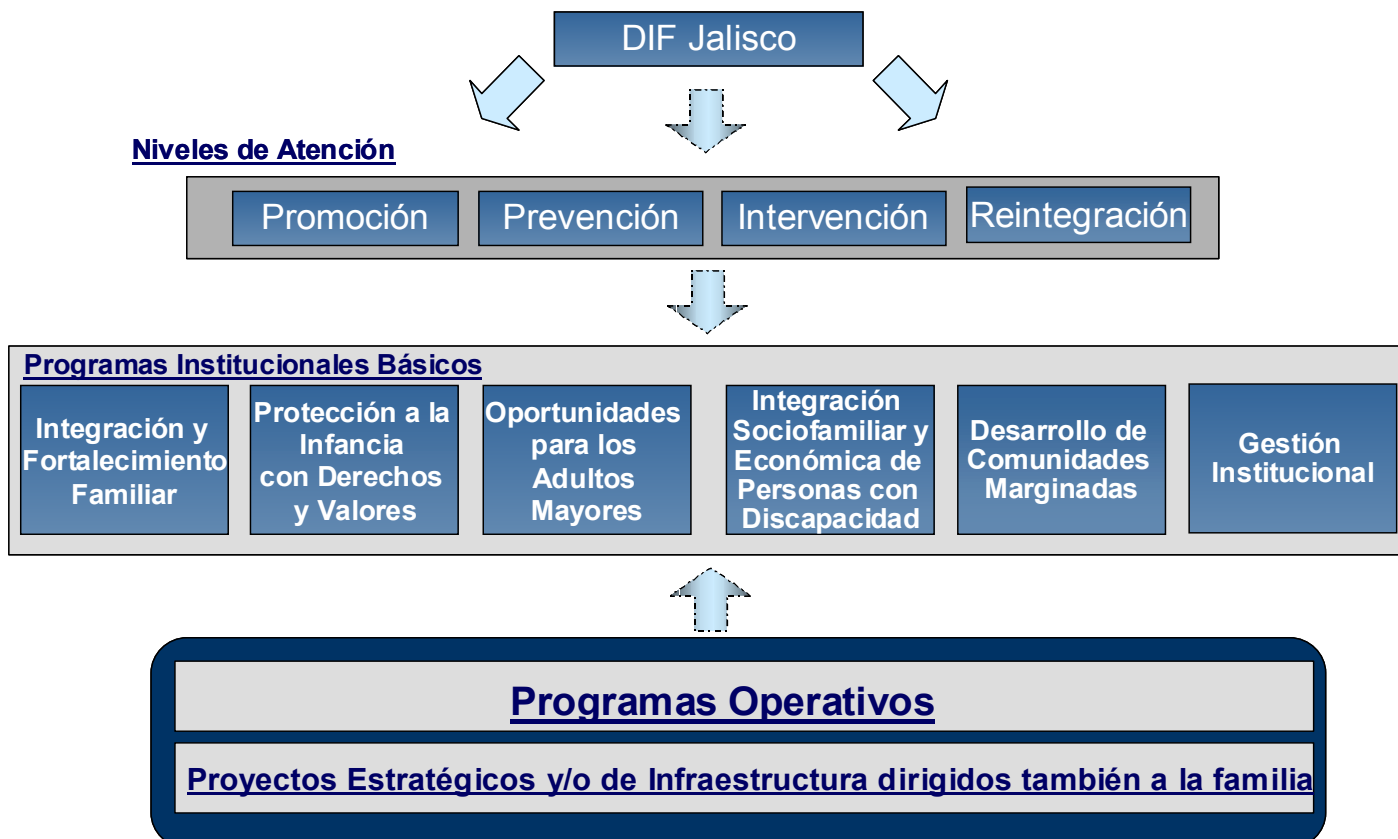 DIF Jalisco
Niveles de Atención
Promoción
Prevención
Intervención
Reintegración
Programas Institucionales Básicos
Integración y
Fortalecimiento
Familiar
Protección a la
Infancia
con Derechos
y Valores
Oportunidades
para los
Adultos
Mayores
Integración
Sociofamiliar y
Económica de
Personas con
Discapacidad
Desarrollo de
Comunidades
Marginadas
Gestión
Institucional
Programas Operativos
Proyectos Estratégicos y/o de Infraestructura dirigidos también a la familia